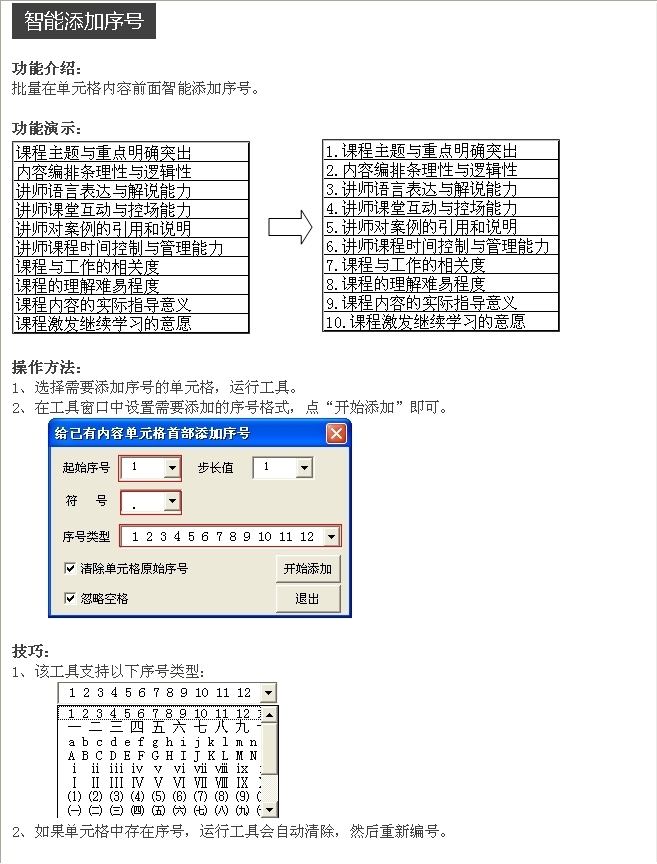 智能添加序号
功能介绍：
批量在单元格内容前面智能添加序号。
功能演示：
课程主题与重点明确突出
内容编排条理性与逻辑性
讲师语言表达与解说能力
讲师课堂互动与控场能力
讲师对案例的引用和说明
讲师课程时间控制与管理能力
课程与工作的相关度
课程的理解难易程度
课程内容的实际指导意义
课程激发继续学习的意愿
1.课程主题与重点明确突出
2.内容编排条理性与逻辑性
3.讲师语言表达与解说能力
4.讲师课堂互动与控场能力
5.讲师对案例的引用和说明
6.讲师课程时间控制与管理能力
7.课程与工作的相关度
8.课程的理解难易程度
9.课程内容的实际指导意义
10.课程激发继续学习的意愿
操作方法：
1、选择需要添加序号的单元格，运行工具。
2、在工具窗口中设置需要添加的序号格式，点“开始添加”即可。
给已有内容单元格首部添加序号
起始序号 1 步长值 1
符 号 .
序号类型 1 2 3 4 5 6 7 8 9 10 11 12
清除单元格原始序号 开始添加
忽略空格 退出
技巧：
1、该工具支持以下序号类型：
1 2 3 4 5 6 7 8 9 10 11 12
1 2 3 4 5 6 7 8 9 10 11 12
一 二 三 四 五 六 七 八 九
a b c d e f g h i j k l m n
A B C D E F G H I J K L M N
ⅰ ⅱ ⅲ ⅳ ⅴ ⅵ ⅶ ⅷ ⅸ
Ⅰ Ⅱ Ⅲ Ⅳ Ⅴ Ⅵ Ⅶ Ⅷ Ⅸ
⑴ ⑵ ⑶ ⑷ ⑸ ⑹ ⑺ ⑻ ⑼
㈠ ㈡ ㈢ ㈣ ㈤ ㈥ ㈦ ㈧ ㈨
2、如果单元格中存在序号，运行工具会自动清除，然后重新编号。